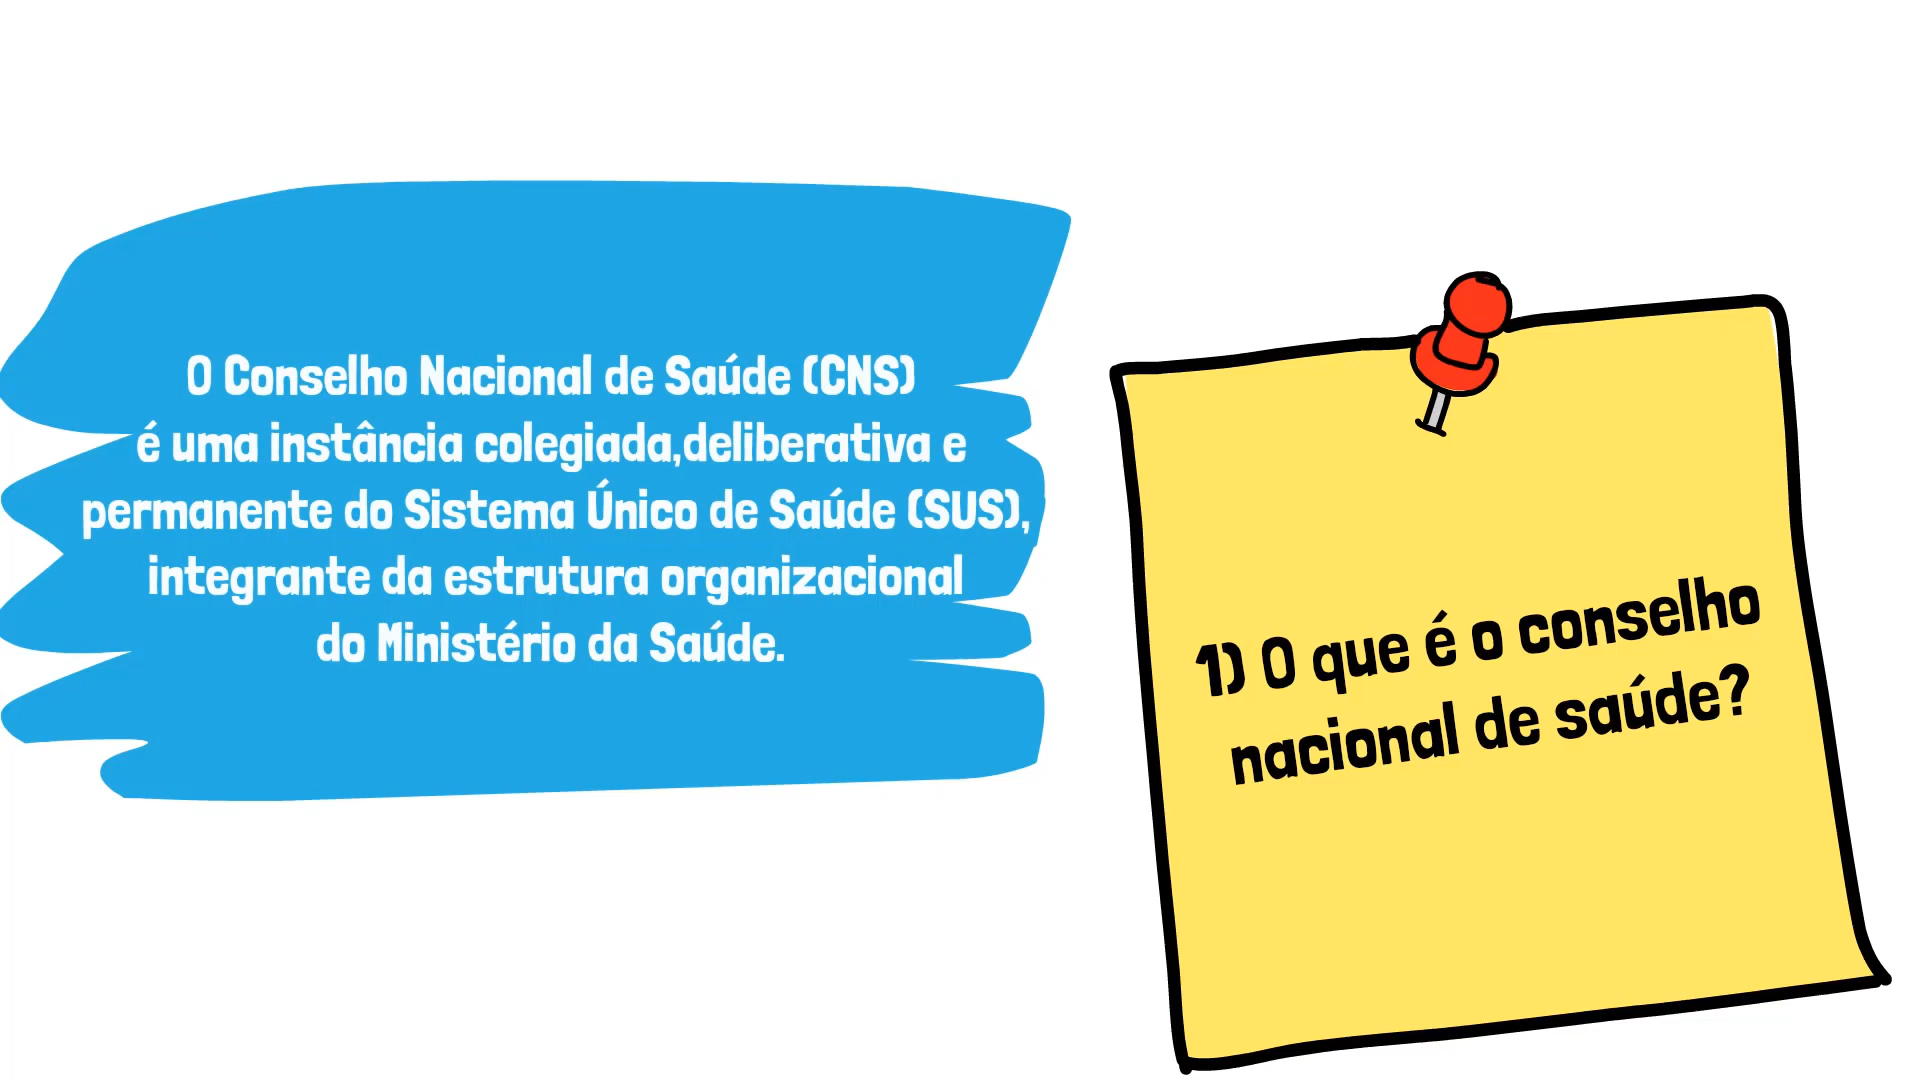 O Conselho Nacional de Saúde (CNS)
é uma instância colegiada,deliberativa e
permanente do Sistema Único de Saúde (SUS),
integrante da estrutura organizacional
do Ministério da Saúde.
1) O que é o conselho
nacional de saúde?